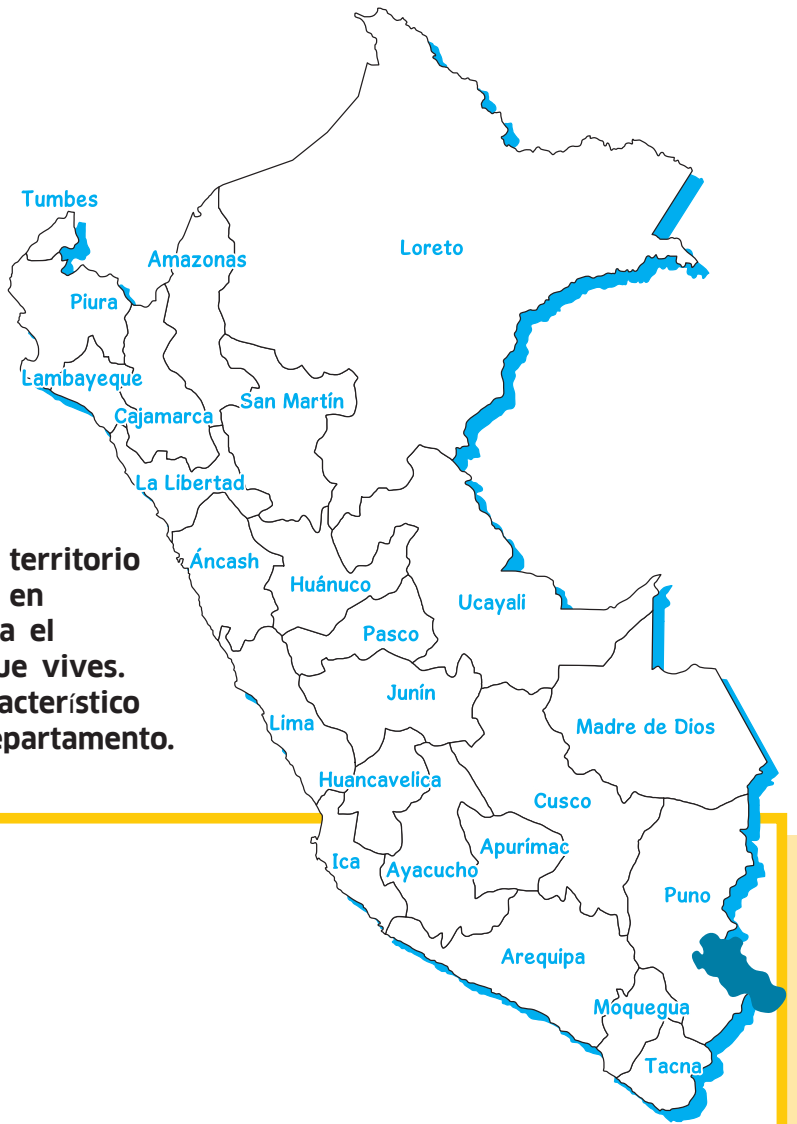 Tumbes
Amazonas
Loreto
Piura
Lambayeque
San Martín
Cajamarca
La Libertad
territorio
Áncash
Huánuco
en
Ucayali
a el
Pasco
ue vives.
Junín
acterístico
Lima
Madre de Dios
epartamento.
Huancavelica
Cusco
Apurímac
Ica
Ayacucho
Puno
Arequipa
Moquegua
Tacna